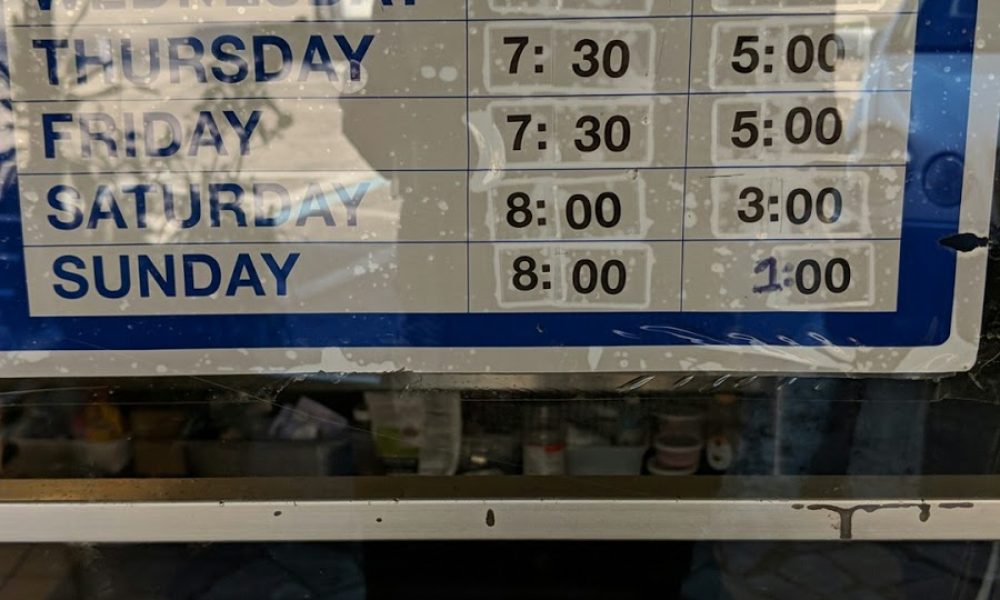 WEDNESDAY
THURSDAY 7: 30 5:00
FRIDAY 7: 30 5:00
SATURDAY 8: 00 3:00
SUNDAY 8: 00 1:00